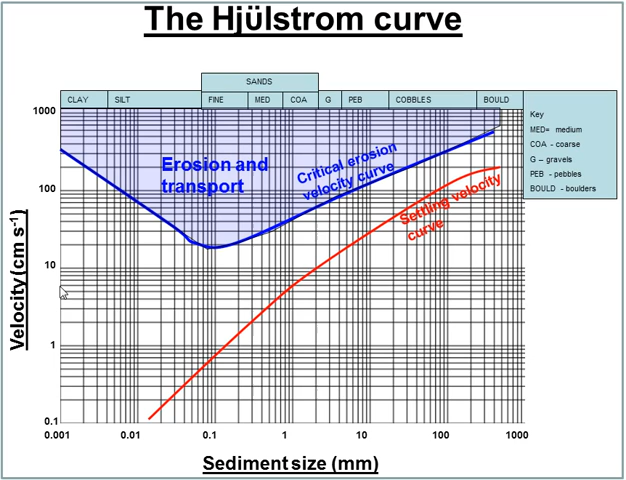 The Hjülstrom curve
SANDS
CLAY SILT FINE MED COA G PEB COBBLES BOULD
Key
MED= medium
COA - coarse
G – gravels
PEB - pebbles
BOULD - boulders
Erosion and
transport
Critical erosion
velocity curve
Settling velocity
curve
Velocity (cm s-1)
1000
100
10
1
0.1
0.001 0.01 0.1 1 10 100 1000
Sediment size (mm)